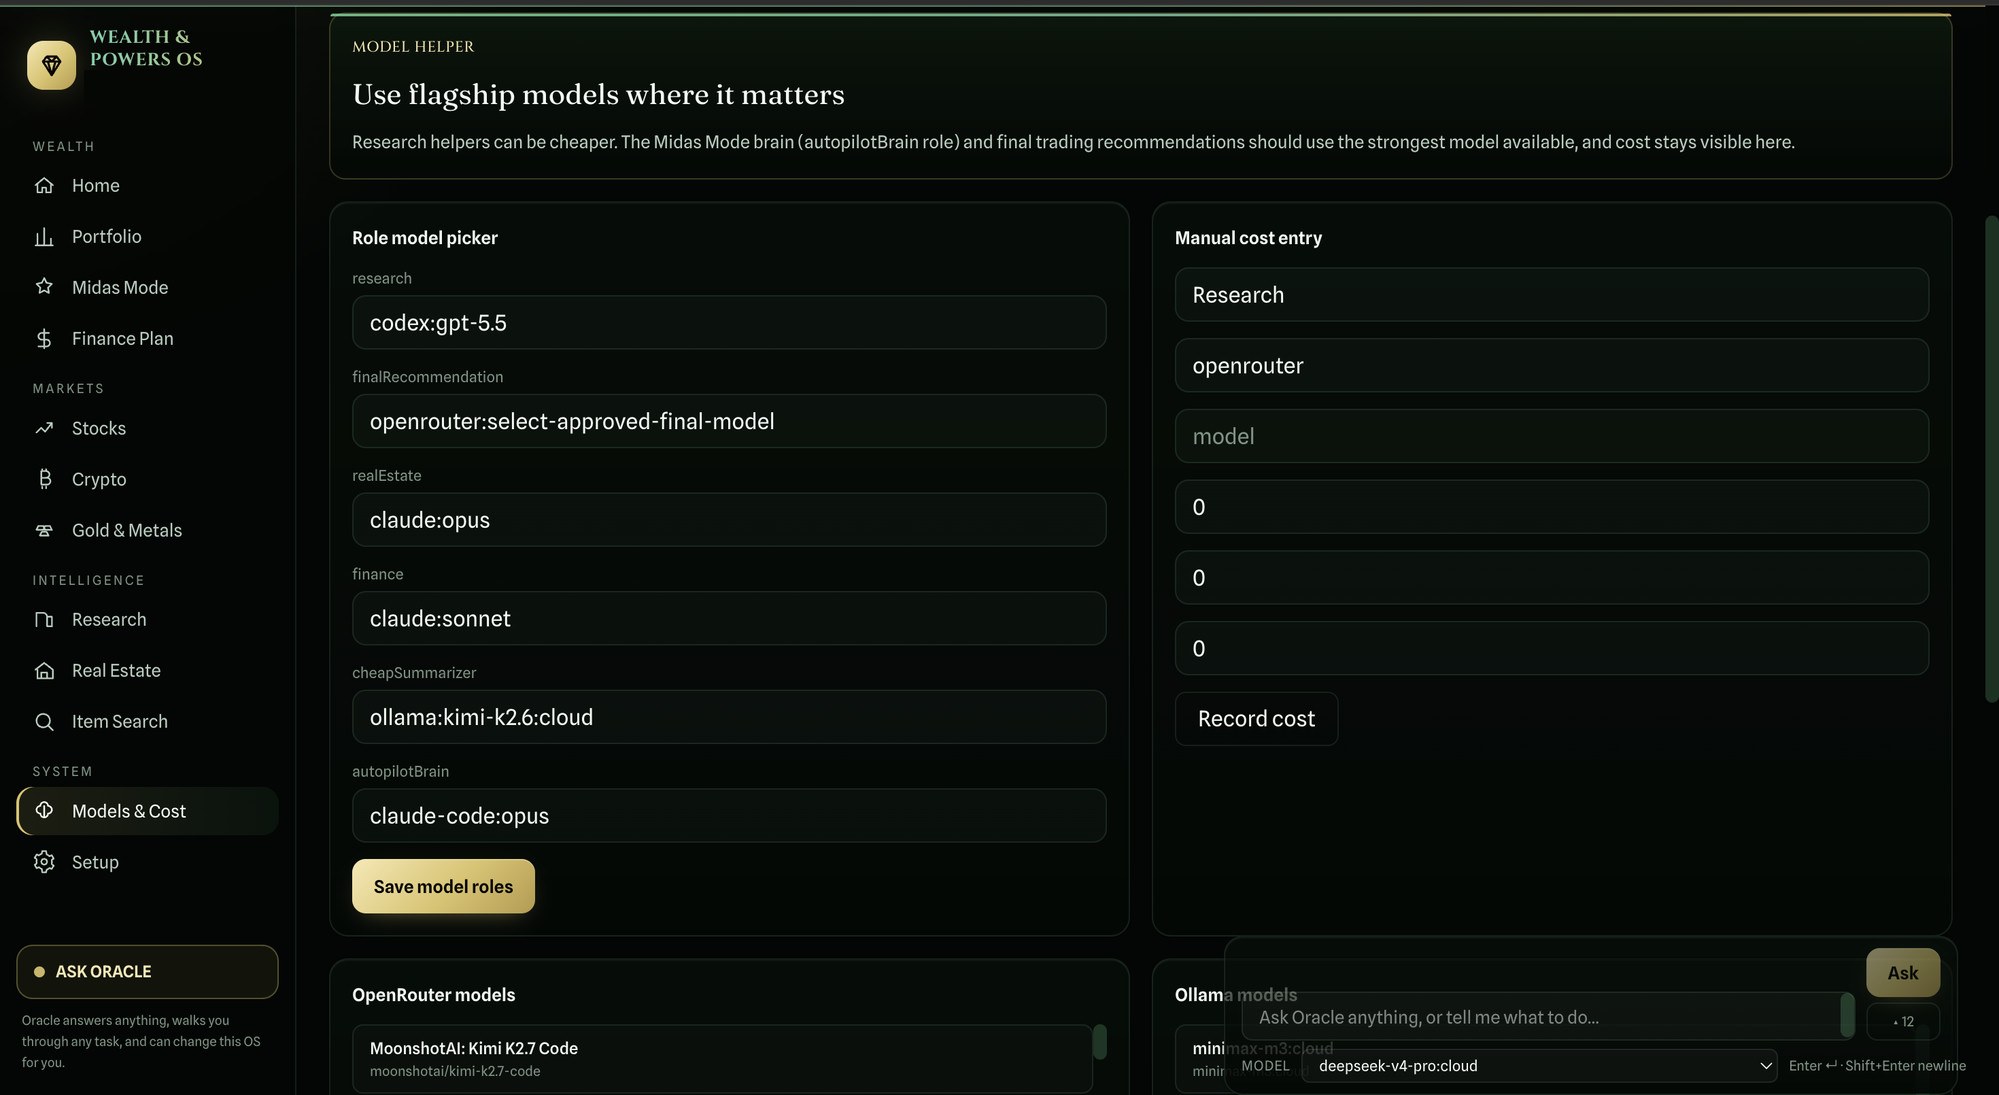 WEALTH &
POWERS OS
WEALTH
Home
Portfolio
Midas Mode
Finance Plan
MARKETS
Stocks
Crypto
Gold & Metals
INTELLIGENCE
Research
Real Estate
Item Search
SYSTEM
Models & Cost
Setup
ASK ORACLE
Oracle answers anything, walks you
through any task, and can change this OS
for you.
MODEL HELPER
Use flagship models where it matters
Research helpers can be cheaper. The Midas Mode brain (autopilotBrain role) and final trading recommendations should use the strongest model available, and cost stays visible here.
Role model picker
research
codex:gpt-5.5
finalRecommendation
openrouter:select-approved-final-model
realEstate
claude:opus
finance
claude:sonnet
cheapSummarizer
ollama:kimi-k2.6:cloud
autopilotBrain
claude-code:opus
Save model roles
Manual cost entry
Research
openrouter
model
0
0
0
Record cost
OpenRouter models
MoonshotAI: Kimi K2.7 Code
moonshotai/kimi-k2.7-code
Ollama models
minimax-m3:cloud
Ask Oracle anything, or tell me what to do...
Ask
12
MODEL
deepseek-v4-pro:cloud
Enter ↵ · Shift+Enter newline